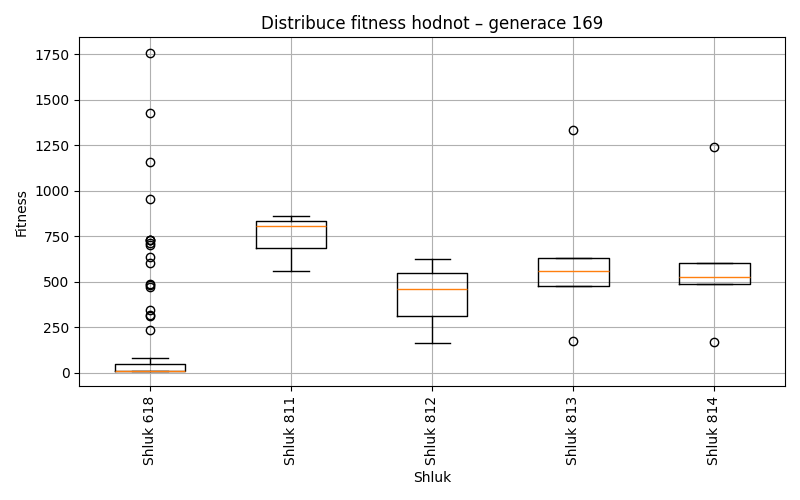 Distribuce fitness hodnot – generace 169
Fitness
1750
1500
1250
1000
750
500
250
0
Shluk 618
Shluk 811
Shluk 812
Shluk 813
Shluk 814
Shluk